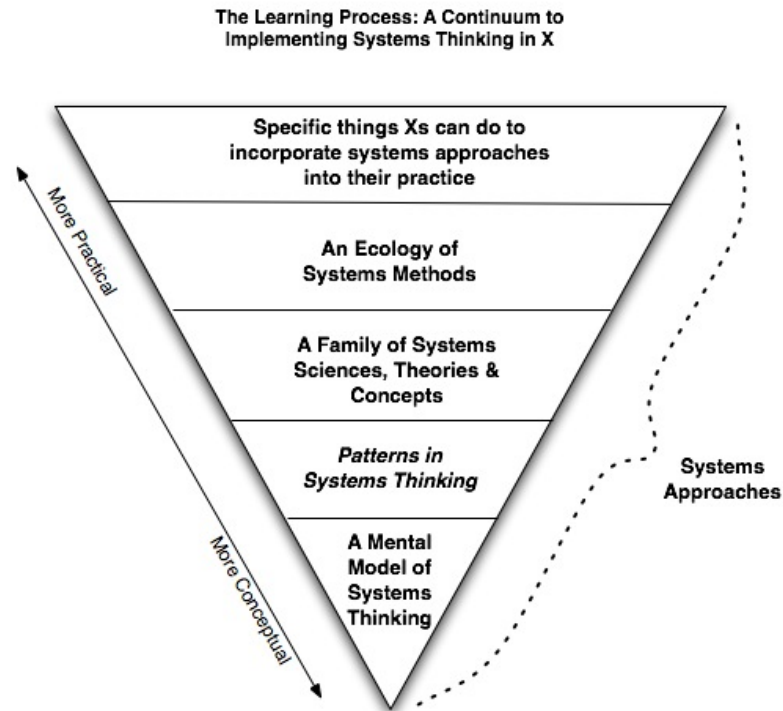 The Learning Process: A Continuum to
Implementing Systems Thinking in X
Specific things Xs can do to
incorporate systems approaches
into their practice
More Practical
An Ecology of
Systems Methods
A Family of Systems
Sciences, Theories &
Concepts
Patterns in
Systems Thinking
Systems
Approaches
More Conceptual
A Mental
Model of
Systems
Thinking